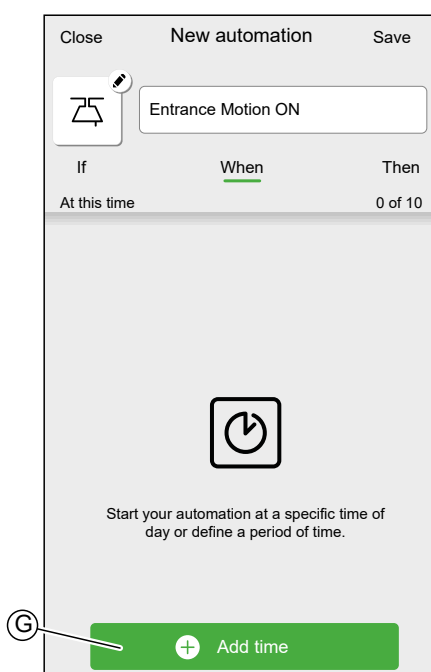 Close New automation Save
Entrance Motion ON
If When Then
At this time 0 of 10
Start your automation at a specific time of
day or define a period of time.
G Add time